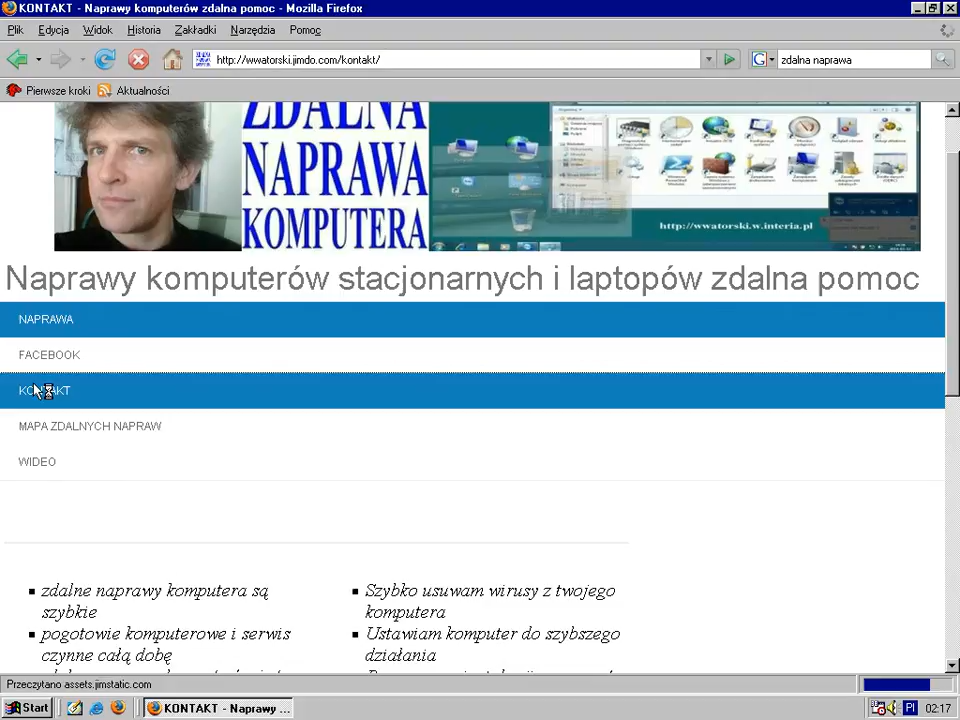 KONTAKT - Naprawy komputerów zdalna pomoc - Mozilla Firefox
Plik Edycja Widok Historia Zakładki Narzędzia Pomoc
http://wwatorski.jimdo.com/kontakt/ zdalna naprawa
Pierwsze kroki Aktualności
ZDALNA
NAPRAWA
KOMPUTERA
http://wwatorski.w.interia.pl
Naprawy komputerów stacjonarnych i laptopów zdalna pomoc
NAPRAWA
FACEBOOK
KONTAKT
MAPA ZDALNYCH NAPRAW
WIDEO
zdalne naprawy komputera są
szybkie
pogotowie komputerowe i serwis
czynne całą dobę
Szybko usuwam wirusy z twojego
komputera
Ustawiam komputer do szybszego
działania
Przeczytano assets.jimstatic.com
Start KONTAKT - Naprawy ... Pl 02:17